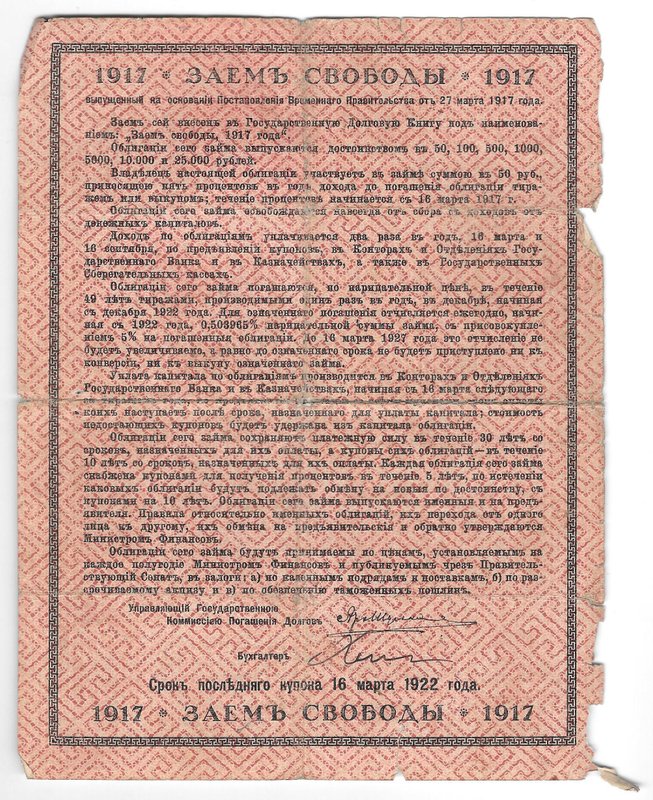 1917 * ЗАЕМЪ СВОБОДЫ * 1917
выпущенный на основаніи Постановленія Временнаго Правительства отъ 27 марта 1917 года.
Заемъ сей внесенъ въ Государственную Долговую Книгу подъ наименова-
ніемъ: „Заемъ свободы, 1917 года“.
Облигаціи сего займа выпускаются достоинствомъ въ 50, 100, 500, 1000,
5000, 10.000 и 25.000 рублей.
Владѣлец настоящей облигаціи участвуетъ въ займѣ суммою въ 50 руб.,
приносящею пять процентовъ въ годъ дохода до погашенія облигаціи тира-
жемъ или выкупомъ; теченіе процентовъ начинается съ 16 марта 1917 г.
Облигаціи сего займа освобождаются навсегда отъ сбора съ доходовъ отъ
денежныхъ капиталовъ.
Доходъ по облигаціямъ уплачивается два раза въ годъ, 16 марта и
16 сентября, по предъявленіи купоновъ, въ Конторахъ и Отдѣленіяхъ Госу-
дарственнаго Банка и въ Казначействахъ, а также въ Государственныхъ
Сберегательныхъ кассахъ.
Облигаціи сего займа погашаются, по нарицательной цѣнѣ, въ теченіе
49 лѣтъ тиражами, производимыми одинъ разъ въ годъ, въ декабрѣ, начиная
съ декабря 1922 года. Для означеннаго погашенія отчисляется ежегодно, начи-
ная съ 1922 года, 0,503965% нарицательной суммы займа, съ присовокупле-
ніемъ 5% на погашенныя облигаціи. До 16 марта 1927 года это отчисленіе не
будетъ увеличиваемо, а равно до означеннаго срока не будетъ приступлено ни къ
конверсіи, ни къ выкупу означеннаго займа.
Уплата капитала по облигаціямъ производится въ Конторахъ и Отдѣленіяхъ
Государственнаго Банка и въ Казначействахъ, начиная съ 16 марта слѣдующаго
коихъ наступаетъ послѣ срока, назначеннаго для уплаты капитала; стоимость
недостающихъ купоновъ будетъ удержана изъ капитала облигаціи.
Облигаціи сего займа сохраняютъ платежную силу въ теченіе 30 лѣтъ со
сроковъ, назначенныхъ для ихъ оплаты, а купоны сихъ облигацій—въ теченіе
10 лѣтъ со сроковъ, назначенныхъ для ихъ оплаты. Каждая облигація сего займа
снабжена купонами для полученія процентовъ въ теченіе 5 лѣтъ, по истеченіи
каковыхъ облигаціи будутъ подлежать обмѣну на новыя по достоинству, съ
купонами на 10 лѣтъ. Облигаціи сего займа выпускаются именныя и на предъ-
явителя. Правила относительно именныхъ облигацій, ихъ перехода отъ одного
лица къ другому, ихъ обмѣна на предъявительскія и обратно утверждаются
Министромъ Финансовъ.
Облигаціи сего займа будутъ принимаемы по цѣнамъ, установляемымъ на
каждое полугодіе Министромъ Финансовъ и публикуемымъ чрезъ Правитель-
ствующій Сенатъ, въ залоги: а) по казеннымъ подрядамъ и поставкамъ, б) по раз-
срочиваемому акцизу и в) по обезпеченію таможенныхъ пошлинъ.
Управляющій Государственною
Коммиссіею Погашенія Долговъ
Бухгалтеръ
Срокъ послѣдняго купона 16 марта 1922 года.
1917 * ЗАЕМЪ СВОБОДЫ * 1917